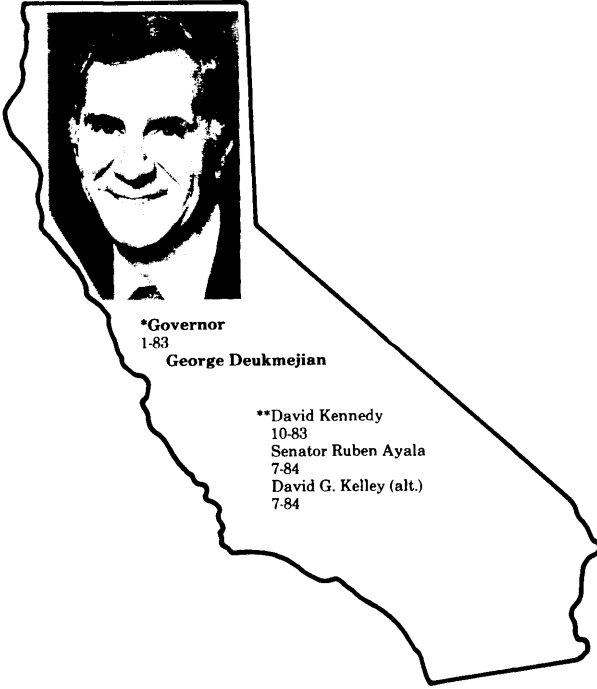 *Governor
1-83
George Deukmejian
**David Kennedy
10-83
Senator Ruben Ayala
7-84
David G. Kelley (alt.)
7-84